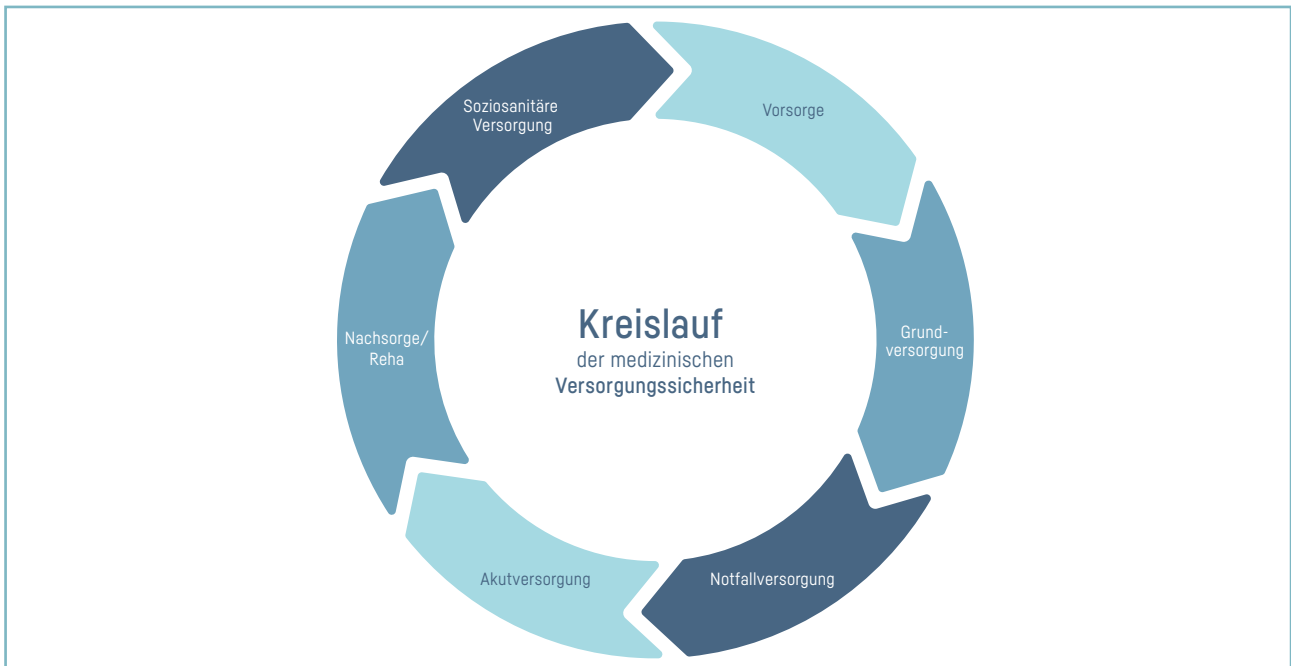 Soziosanitäre
Versorgung
Vorsorge
Grund-
versorgung
Notfallversorgung
Akutversorgung
Nachsorge/
Reha
Kreislauf
der medizinischen
Versorgungssicherheit